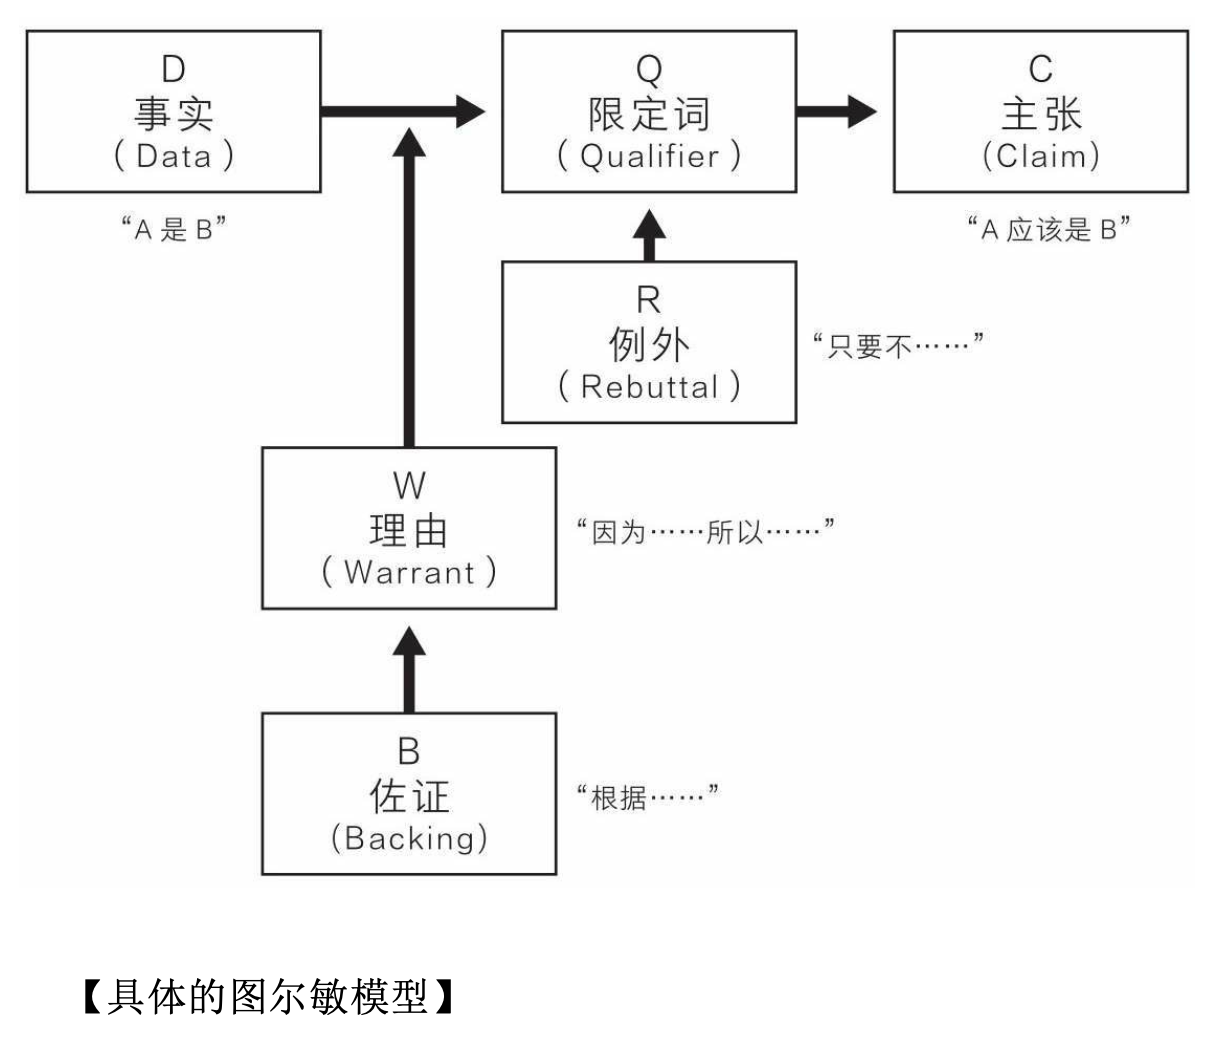 D
事实
（Data）
“A 是 B”
Q
限定词
（Qualifier）
C
主张
(Claim)
“A 应该是 B”
R
例外
（Rebuttal）
“只要不……”
W
理由
（Warrant）
“因为……所以……”
B
佐证
(Backing)
“根据……”
【具体的图尔敏模型】